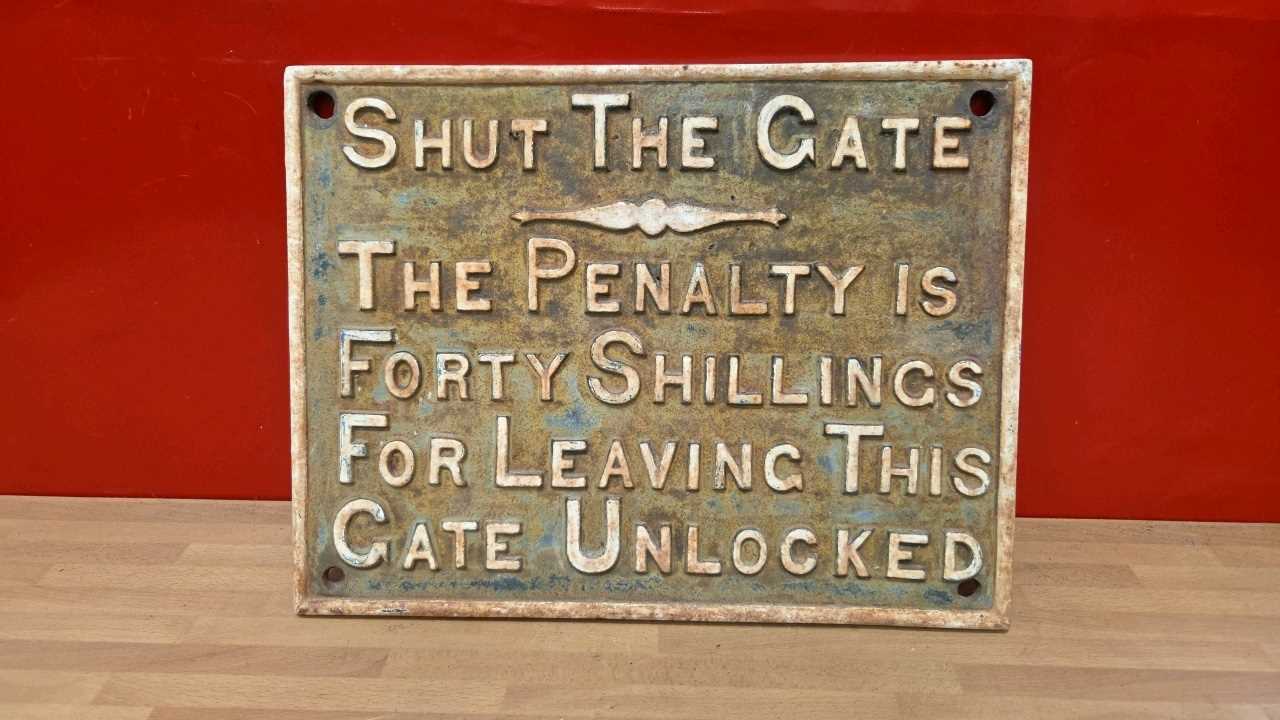 SHUT THE GATE
THE PENALTY IS
FORTY SHILLINGS
FOR LEAVING THIS
GATE UNLOCKED